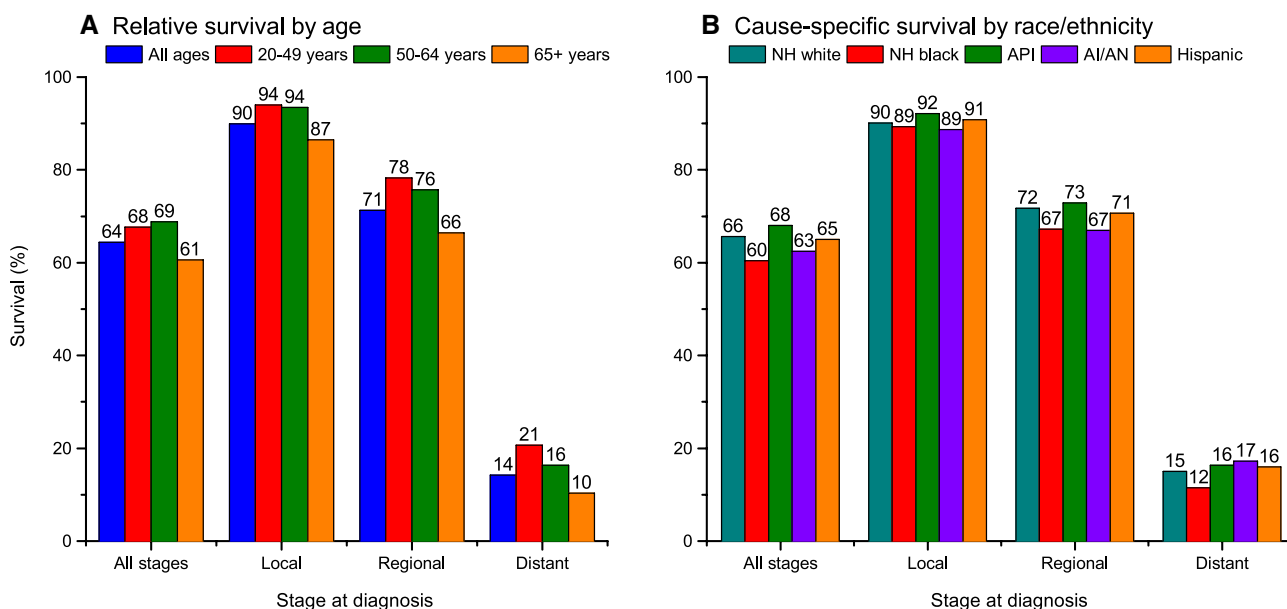 A Relative survival by age
All ages 20-49 years 50-64 years 65+ years
100
80
60
40
20
0
Survival (%)
64 68 69 61
90 94 94 87
71 78 76 66
14 21 16 10
All stages Local Regional Distant
Stage at diagnosis
B Cause-specific survival by race/ethnicity
NH white NH black API AI/AN Hispanic
100
80
60
40
20
0
66 60 68 63 65
90 89 92 89 91
72 67 73 67 71
15 12 16 17 16
All stages Local Regional Distant
Stage at diagnosis